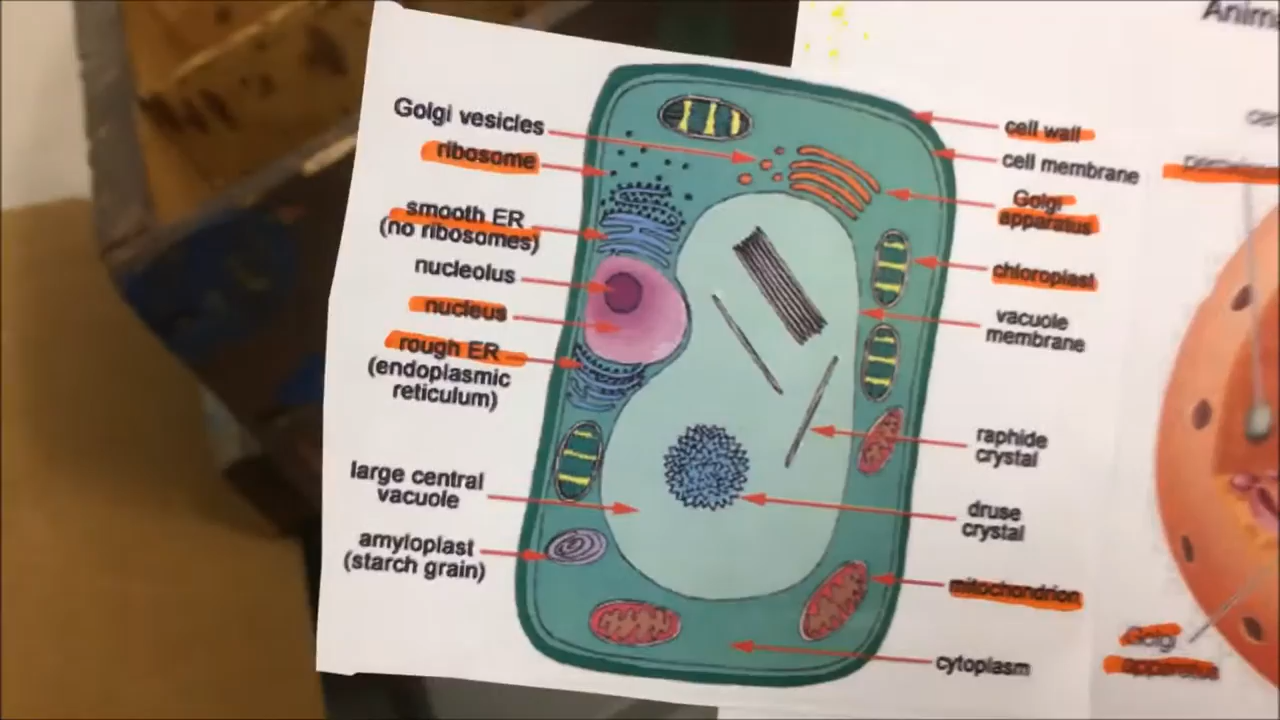 Anim
Golgi vesicles
ribosome
smooth ER
(no ribosomes)
nucleolus
nucleus
rough ER
(endoplasmic
reticulum)
large central
vacuole
amyloplast
(starch grain)
cell wall
cell membrane
Golgi
apparatus
chloroplast
vacuole
membrane
raphide
crystal
druse
crystal
mitochondrion
cytoplasm
Golgi
apparatus